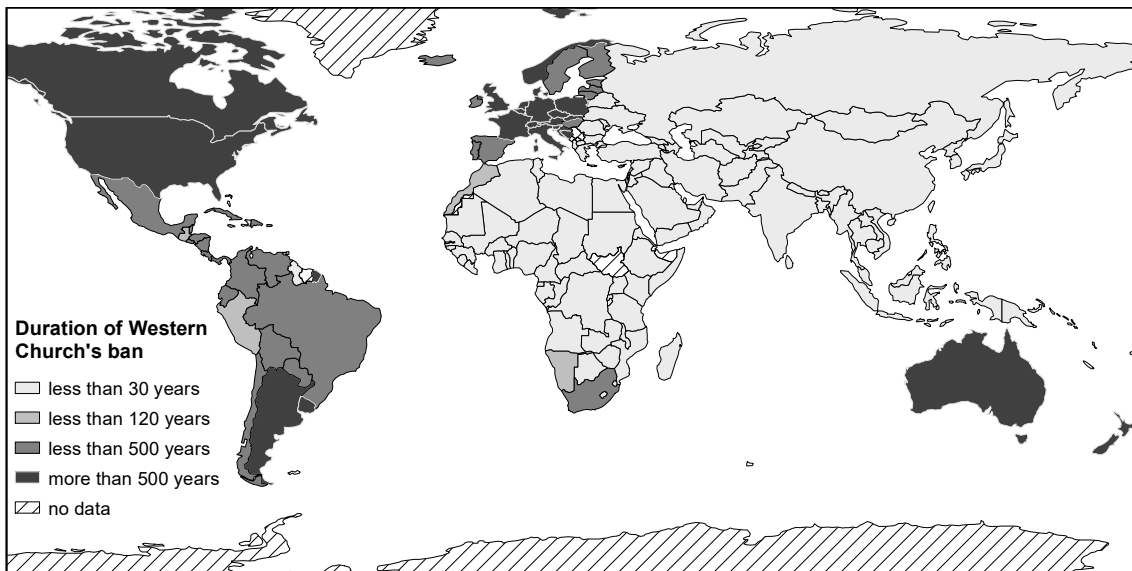 Duration of Western
Church's ban
less than 30 years
less than 120 years
less than 500 years
more than 500 years
no data